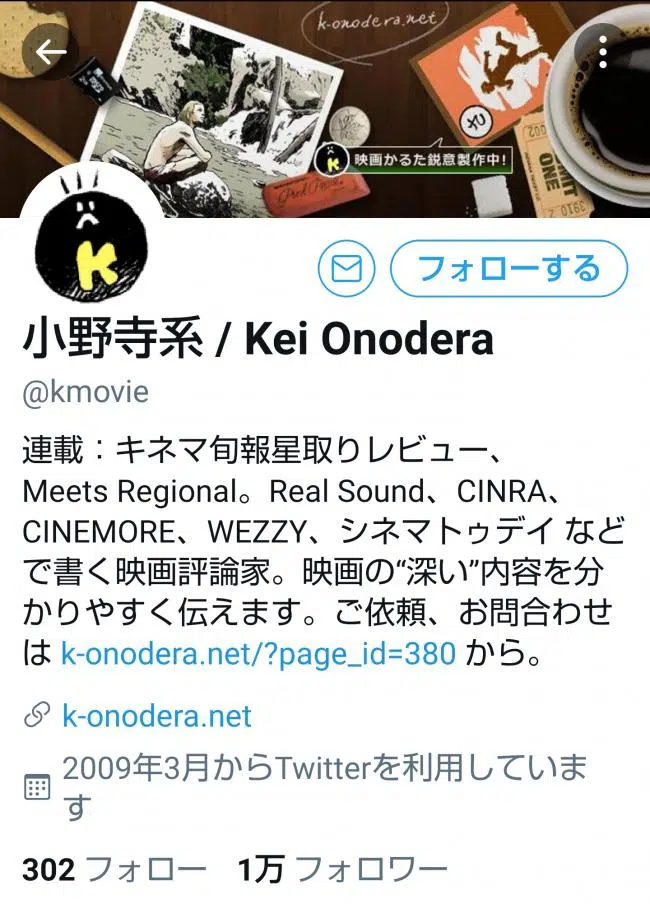 k-onodera.net
映画かるた鋭意製作中!
K
フォローする
小野寺系 / Kei Onodera
@kmovie
連載：キネマ旬報星取りレビュー、
Meets Regional。Real Sound、CINRA、
CINEMORE、WEZZY、シネマトゥデイ など
で書く映画評論家。映画の“深い”内容を分
かりやすく伝えます。ご依頼、お問合わせ
は k-onodera.net/?page_id=380 から。
k-onodera.net
2009年3月からTwitterを利用していま
す
302 フォロー 1万 フォロワー